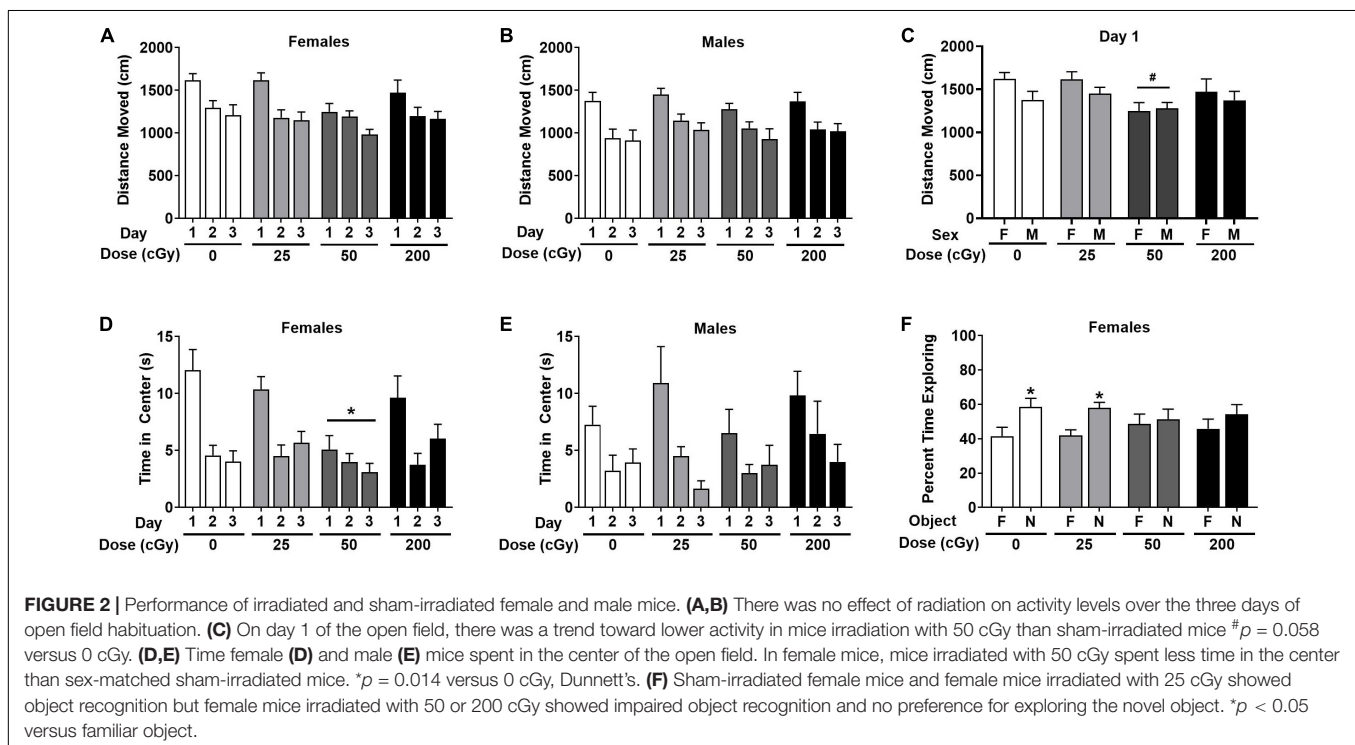 A
Females
Distance Moved (cm)
2000
1500
1000
500
0
Day 1 2 3 1 2 3 1 2 3 1 2 3
Dose (cGy) 0 25 50 200
B
Males
Distance Moved (cm)
2000
1500
1000
500
0
Day 1 2 3 1 2 3 1 2 3 1 2 3
Dose (cGy) 0 25 50 200
C
Day 1
Distance Moved (cm)
2000
1500
1000
500
0
#
Sex F M F M F M F M
Dose (cGy) 0 25 50 200
D
Females
Time in Center (s)
15
10
5
0
*
Day 1 2 3 1 2 3 1 2 3 1 2 3
Dose (cGy) 0 25 50 200
E
Males
Time in Center (s)
15
10
5
0
Day 1 2 3 1 2 3 1 2 3 1 2 3
Dose (cGy) 0 25 50 200
F
Females
Percent Time Exploring
100
80
60
40
20
0
* *
Object F N F N F N F N
Dose (cGy) 0 25 50 200
FIGURE 2 | Performance of irradiated and sham-irradiated female and male mice. (A,B) There was no effect of radiation on activity levels over the three days of
open field habituation. (C) On day 1 of the open field, there was a trend toward lower activity in mice irradiation with 50 cGy than sham-irradiated mice #p = 0.058
versus 0 cGy. (D,E) Time female (D) and male (E) mice spent in the center of the open field. In female mice, mice irradiated with 50 cGy spent less time in the center
than sex-matched sham-irradiated mice. *p = 0.014 versus 0 cGy, Dunnett's. (F) Sham-irradiated female mice and female mice irradiated with 25 cGy showed
object recognition but female mice irradiated with 50 or 200 cGy showed impaired object recognition and no preference for exploring the novel object. *p < 0.05
versus familiar object.